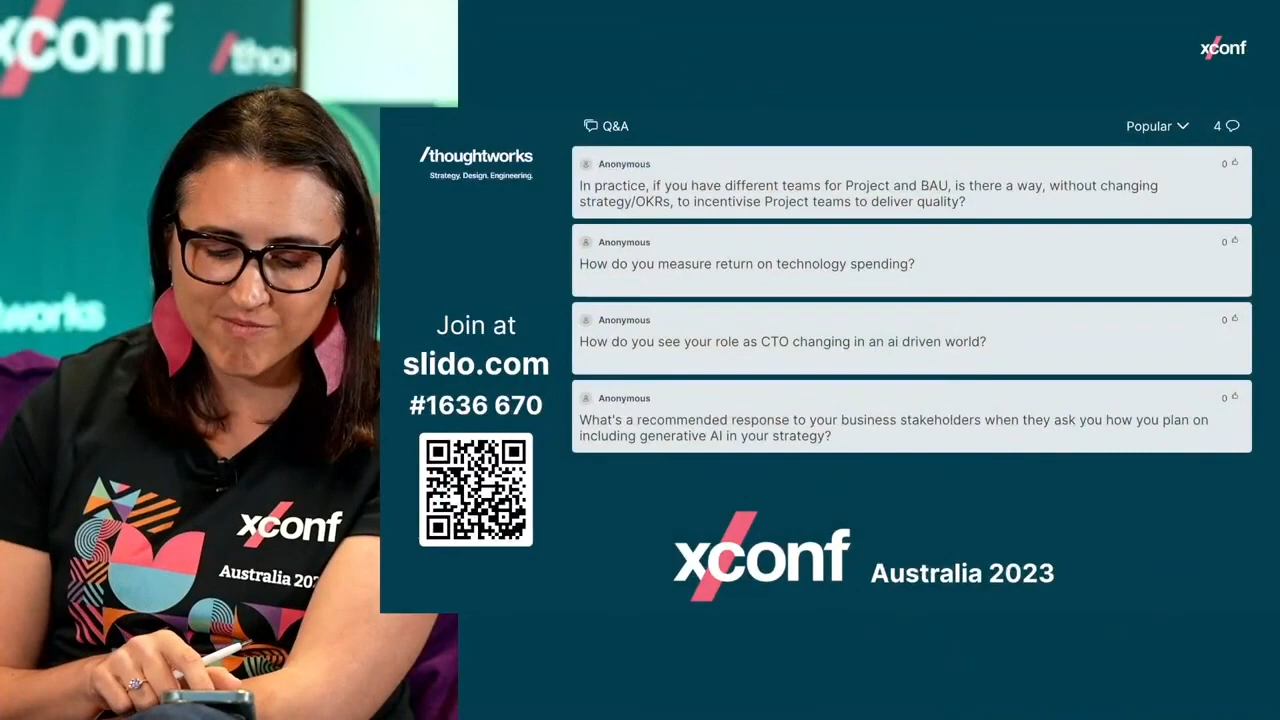 xconf
/tho
tworks
xconf
Australia 20
xconf
/thoughtworks
Strategy. Design. Engineering.
Join at
slido.com
#1636 670
Q&A
Popular
4
Anonymous
0
In practice, if you have different teams for Project and BAU, is there a way, without changing
strategy/OKRs, to incentivise Project teams to deliver quality?
Anonymous
0
How do you measure return on technology spending?
Anonymous
0
How do you see your role as CTO changing in an ai driven world?
Anonymous
0
What's a recommended response to your business stakeholders when they ask you how you plan on
including generative AI in your strategy?
xconf
Australia 2023